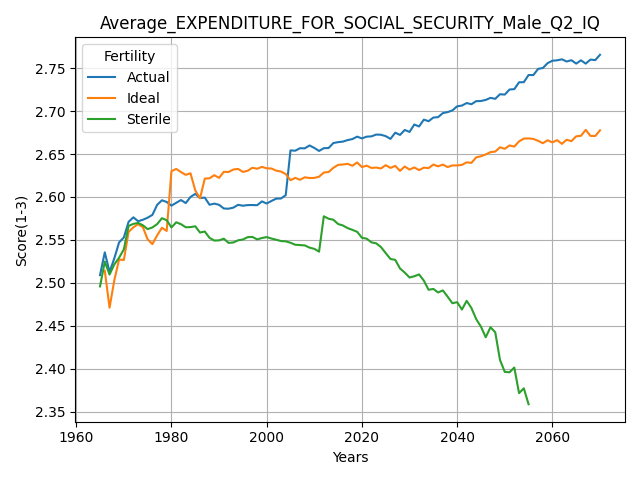 Average_EXPENDITURE_FOR_SOCIAL_SECURITY_Male_Q2_IQ
Fertility
Actual
Ideal
Sterile
Score(1-3)
2.75
2.70
2.65
2.60
2.55
2.50
2.45
2.40
2.35
1960
1980
2000
2020
2040
2060
Years